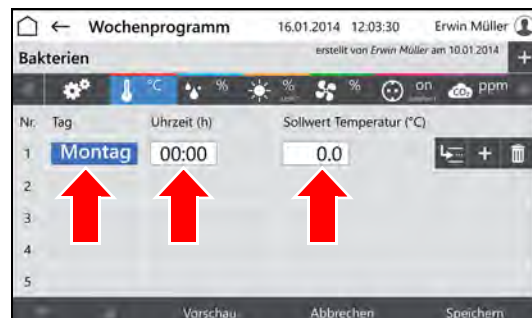 Wochenprogramm 16.01.2014 12:03:30 Erwin Müller
Bakterien erstellt von Erwin Müller am 10.01.2014
°C % % % on CO₂ ppm
Nr. Tag Uhrzeit (h) Sollwert Temperatur (°C)
1 Montag 00:00 0.0
2
3
4
5
Vorschau Abbrechen Speichern